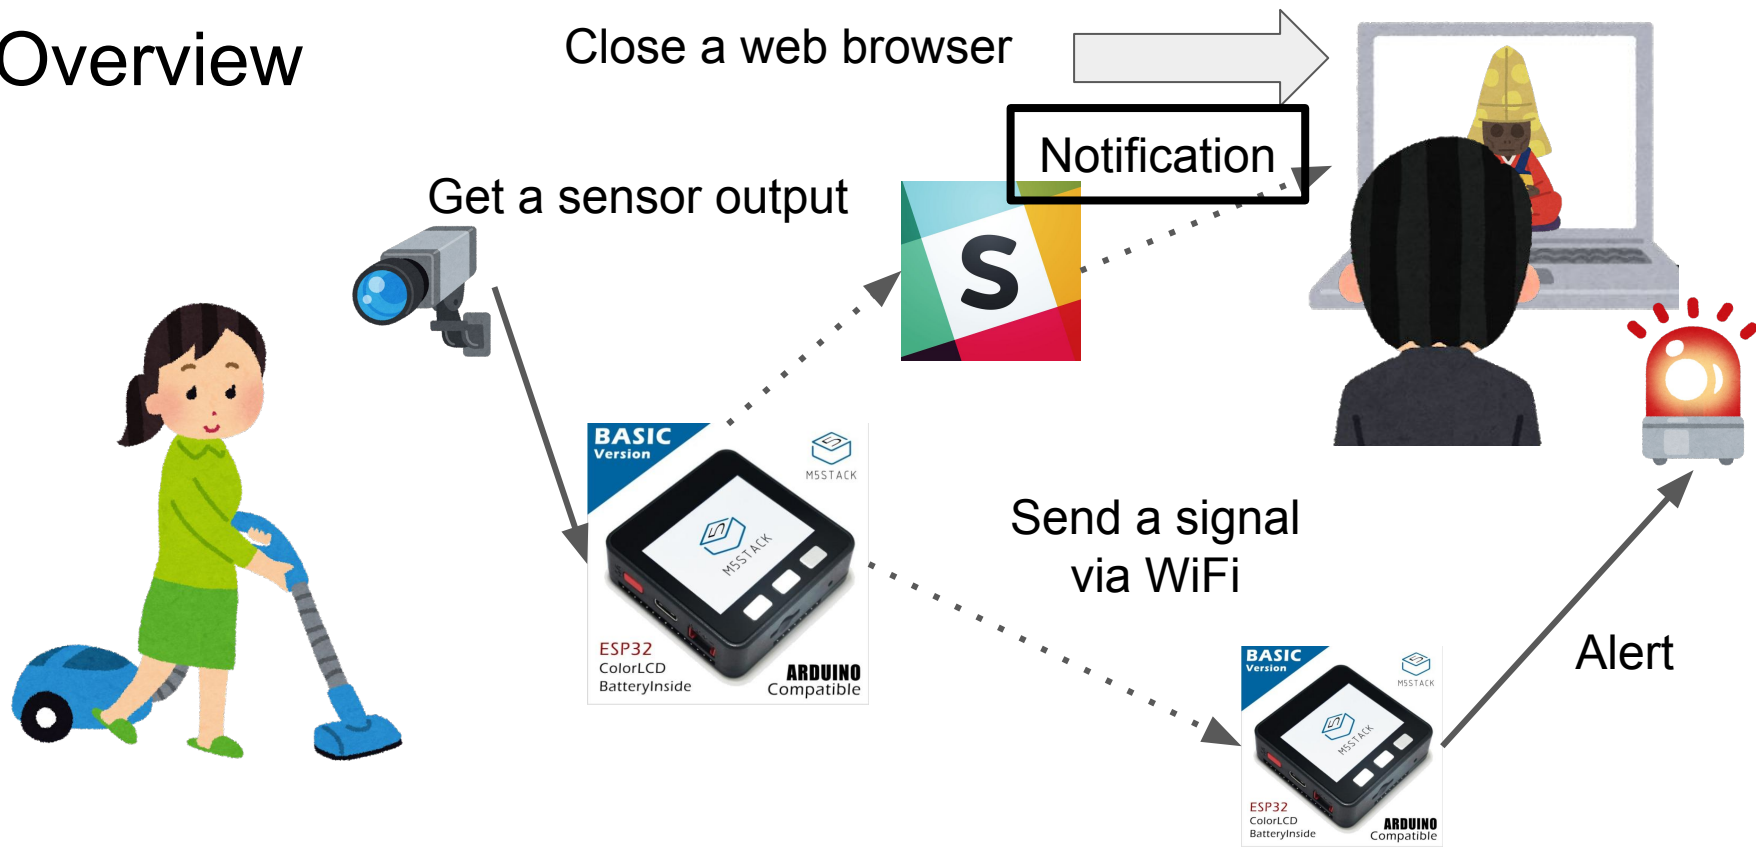 Overview
Close a web browser
Notification
Get a sensor output
S
BASIC
Version
M5STACK
M5STACK
ESP32
ColorLCD
BatteryInside
ARDUINO
Compatible
Send a signal
via WiFi
Alert
BASIC
Version
M5STACK
M5STACK
ESP32
ColorLCD
BatteryInside
ARDUINO
Compatible